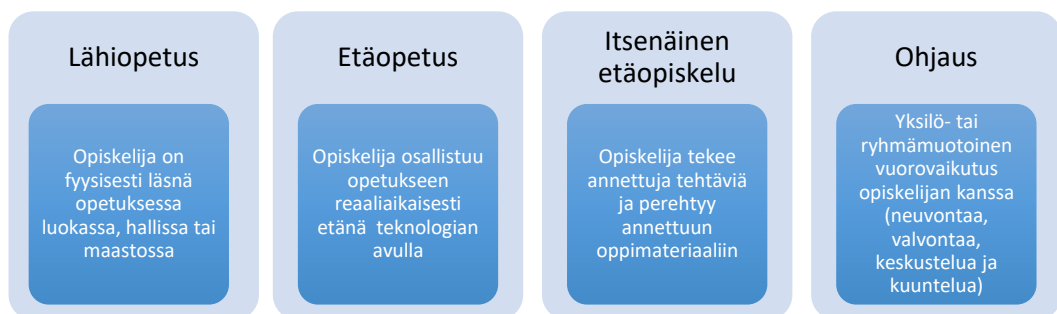 Lähiopetus
Opiskelija on
fyysisesti läsnä
opetuksessa
luokassa, hallissa tai
maastossa
Etäopetus
Opiskelija osallistuu
opetukseen
reaaliaikaisesti
etänä teknologian
avulla
Itsenäinen
etäopiskelu
Opiskelija tekee
annettuja tehtäviä
ja perehtyy
annettuun
oppimateriaaliin
Ohjaus
Yksilö- tai
ryhmämuotoinen
vuorovaikutus
opiskelijan kanssa
(neuvontaa,
valvontaa,
keskustelua ja
kuuntelua)